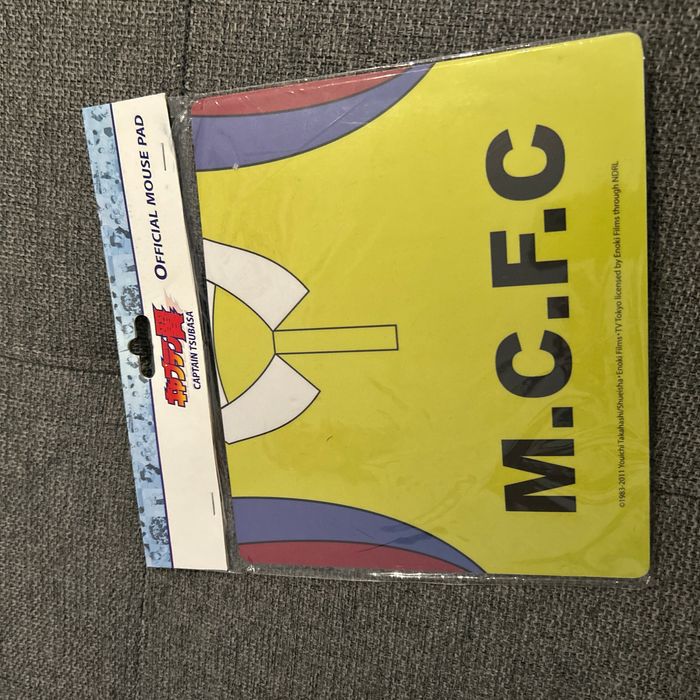 キャプテン翼
CAPTAIN TSUBASA
OFFICIAL MOUSE PAD
M.C.F.C
©1983-2011 Youichi Takahashi/Shueisha・Enoki Films・TV Tokyo licensed by Enoki Films through NDRL